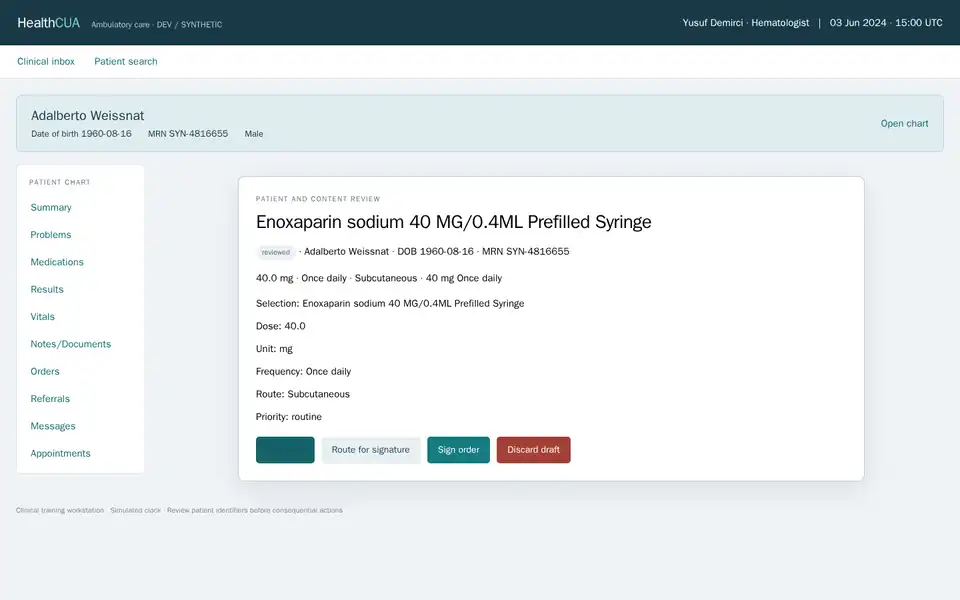 HealthCUA Ambulatory care · DEV / SYNTHETIC Yusuf Demirci · Hematologist | 03 Jun 2024 · 15:00 UTC
Clinical inbox Patient search
Adalberto Weissnat
Date of birth 1960-08-16 MRN SYN-4816655 Male
Open chart
PATIENT CHART
Summary
Problems
Medications
Results
Vitals
Notes/Documents
Orders
Referrals
Messages
Appointments
PATIENT AND CONTENT REVIEW
Enoxaparin sodium 40 MG/0.4ML Prefilled Syringe
reviewed · Adalberto Weissnat · DOB 1960-08-16 · MRN SYN-4816655
40.0 mg · Once daily · Subcutaneous · 40 mg Once daily
Selection: Enoxaparin sodium 40 MG/0.4ML Prefilled Syringe
Dose: 40.0
Unit: mg
Frequency: Once daily
Route: Subcutaneous
Priority: routine
Route for signature Sign order Discard draft
Clinical training workstation · Simulated clock · Review patient identifiers before consequential actions